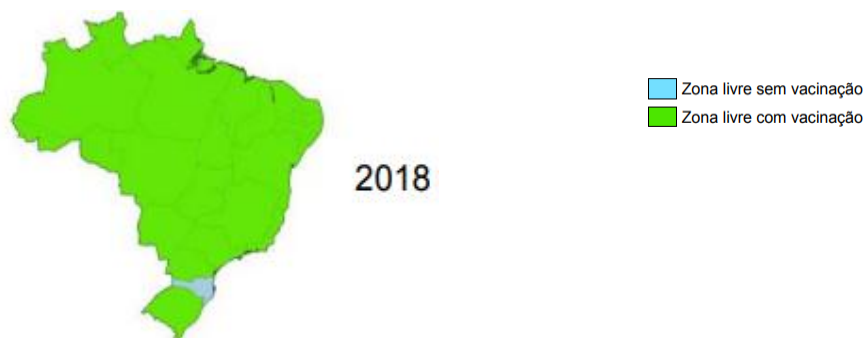 Zona livre sem vacinação
Zona livre com vacinação
2018